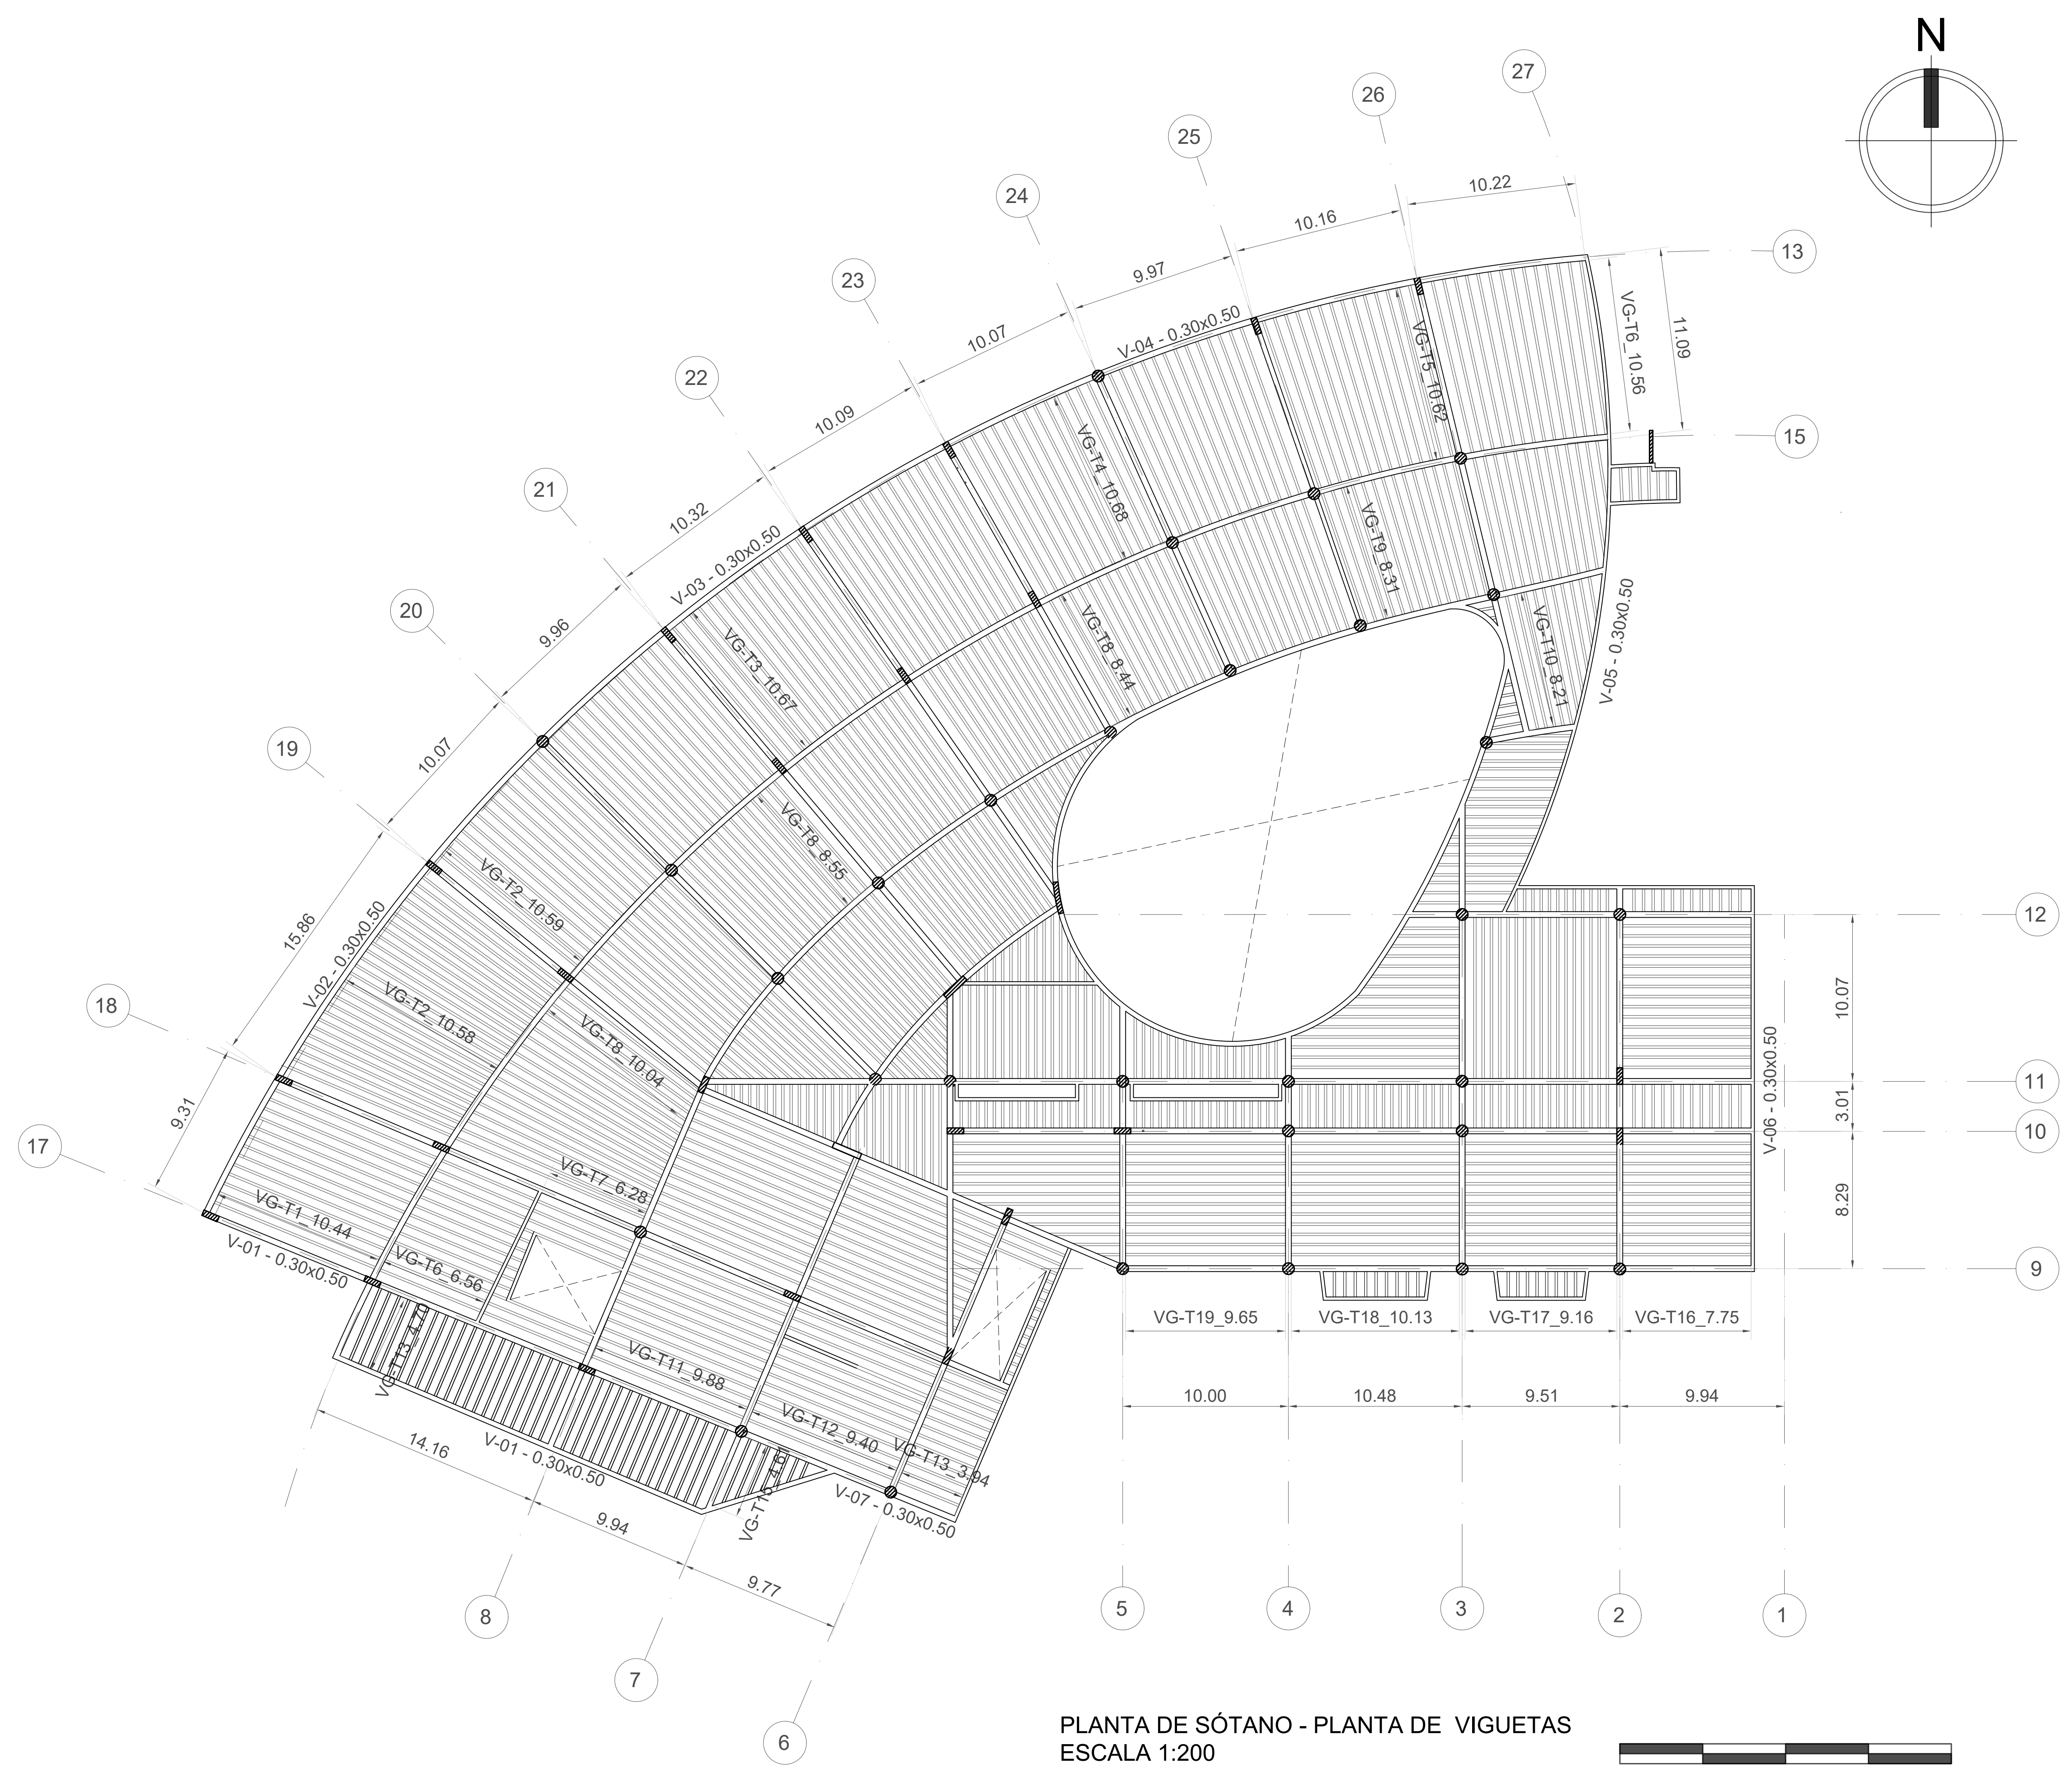 N
27
26
25
24
23
22
21
20
19
18
17
13
15
12
11
10
9
10.22
10.16
9.97
10.07
10.09
10.32
9.96
10.07
15.86
9.31
11.09
VG-T6_10.56
V-04 - 0.30x0.50
VG-T5_10.62
VG-T4_10.68
VG-T9_8.31
V-03 - 0.30x0.50
VG-T3_10.67
VG-T8_8.44
VG-T10_8.21
V-05 - 0.30x0.50
VG-T8_8.55
VG-T2_10.59
V-02 - 0.30x0.50
VG-T2_10.58
VG-T8_10.04
10.07
3.01
8.29
V-06 - 0.30x0.50
VG-T7_6.28
VG-T1_10.44
V-01 - 0.30x0.50
VG-T6_6.56
VG-T13_4.70
VG-T11_9.88
VG-T12_9.40
VG-T13_3.94
VG-T15_4.61
V-01 - 0.30x0.50
V-07 - 0.30x0.50
VG-T19_9.65
VG-T18_10.13
VG-T17_9.16
VG-T16_7.75
10.00
10.48
9.51
9.94
14.16
9.94
9.77
8
7
6
5
4
3
2
1
PLANTA DE SÓTANO - PLANTA DE VIGUETAS
ESCALA 1:200